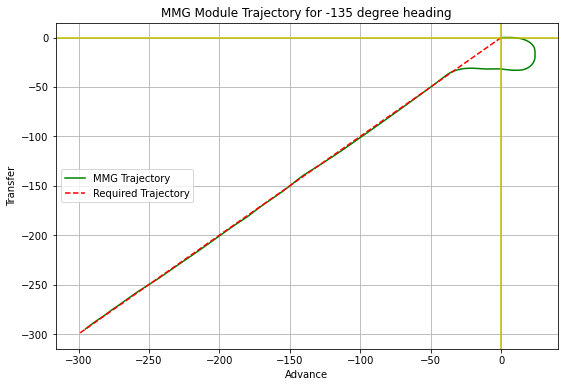 MMG Module Trajectory for -135 degree heading
0
−50
−100
−150
−200
−250
−300
Transfer
MMG Trajectory
Required Trajectory
−300
−250
−200
−150
−100
−50
0
Advance